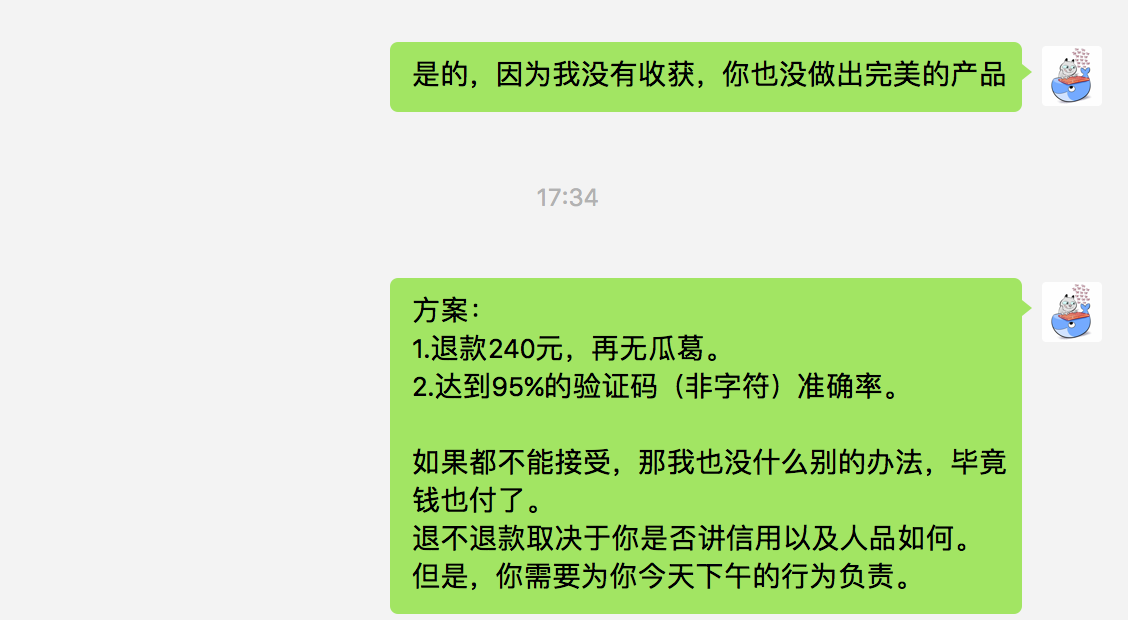 是的，因为我没有收获，你也没做出完美的产品
17:34
方案：
1.退款240元，再无瓜葛。
2.达到95%的验证码（非字符）准确率。
如果都不能接受，那我也没什么别的办法，毕竟
钱也付了。
退不退款取决于你是否讲信用以及人品如何。
但是，你需要为你今天下午的行为负责。